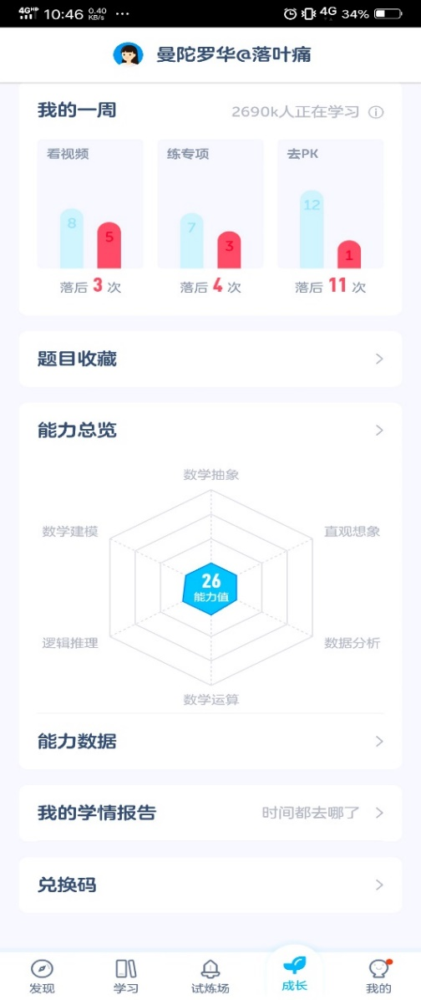 4GHP 10:46 0.40 KB/s ··· 4G 34%
曼陀罗华@落叶痛
我的一周 2690k人正在学习
看视频 练专项 去PK
8 5 7 3 12 1
落后 3 次 落后 4 次 落后 11 次
题目收藏
能力总览
数学抽象
数学建模 直观想象
26
能力值
逻辑推理 数据分析
数学运算
能力数据
我的学情报告 时间都去哪了
兑换码
发现 学习 试炼场 成长 我的